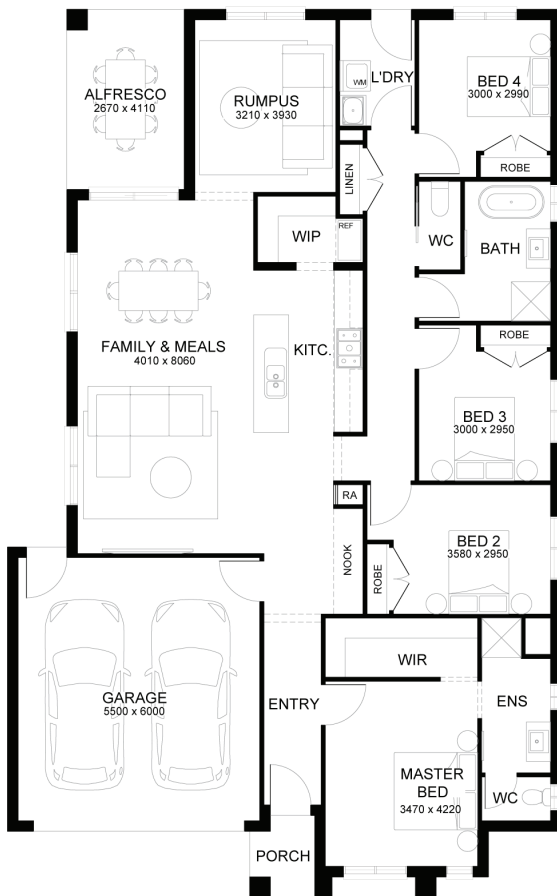 ALFRESCO
2670 x 4110
RUMPUS
3210 x 3930
WM
L'DRY
BED 4
3000 x 2990
ROBE
LINEN
WIP
REF
WC
BATH
FAMILY & MEALS
4010 x 8060
KITC.
ROBE
BED 3
3000 x 2950
RA
NOOK
ROBE
BED 2
3580 x 2950
GARAGE
5500 x 6000
ENTRY
WIR
ENS
MASTER
BED
3470 x 4220
WC
PORCH